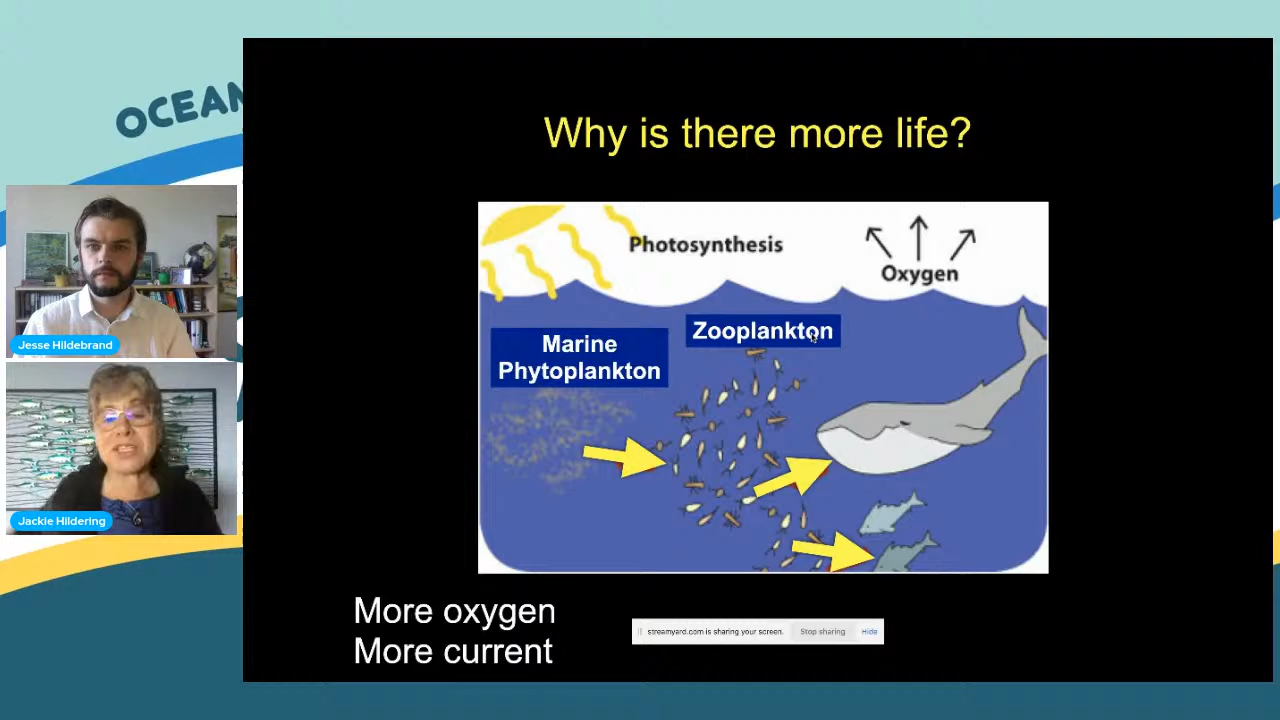 OCEAN
Why is there more life?
Photosynthesis
Oxygen
Marine
Phytoplankton
Zooplankton
Jesse Hildebrand
Jackie Hildering
More oxygen
More current
streamyard.com is sharing your screen. Stop sharing Hide